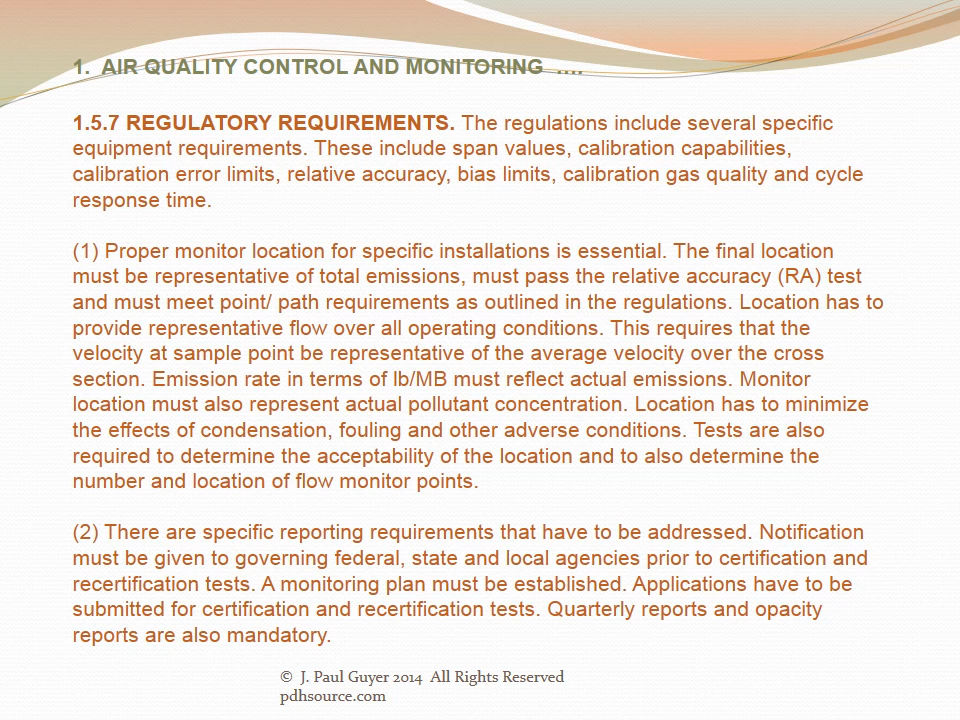 1. AIR QUALITY CONTROL AND MONITORING ....
1.5.7 REGULATORY REQUIREMENTS. The regulations include several specific
equipment requirements. These include span values, calibration capabilities,
calibration error limits, relative accuracy, bias limits, calibration gas quality and cycle
response time.
(1) Proper monitor location for specific installations is essential. The final location
must be representative of total emissions, must pass the relative accuracy (RA) test
and must meet point/ path requirements as outlined in the regulations. Location has to
provide representative flow over all operating conditions. This requires that the
velocity at sample point be representative of the average velocity over the cross
section. Emission rate in terms of lb/MB must reflect actual emissions. Monitor
location must also represent actual pollutant concentration. Location has to minimize
the effects of condensation, fouling and other adverse conditions. Tests are also
required to determine the acceptability of the location and to also determine the
number and location of flow monitor points.
(2) There are specific reporting requirements that have to be addressed. Notification
must be given to governing federal, state and local agencies prior to certification and
recertification tests. A monitoring plan must be established. Applications have to be
submitted for certification and recertification tests. Quarterly reports and opacity
reports are also mandatory.
© J. Paul Guyer 2014 All Rights Reserved
pdhsource.com